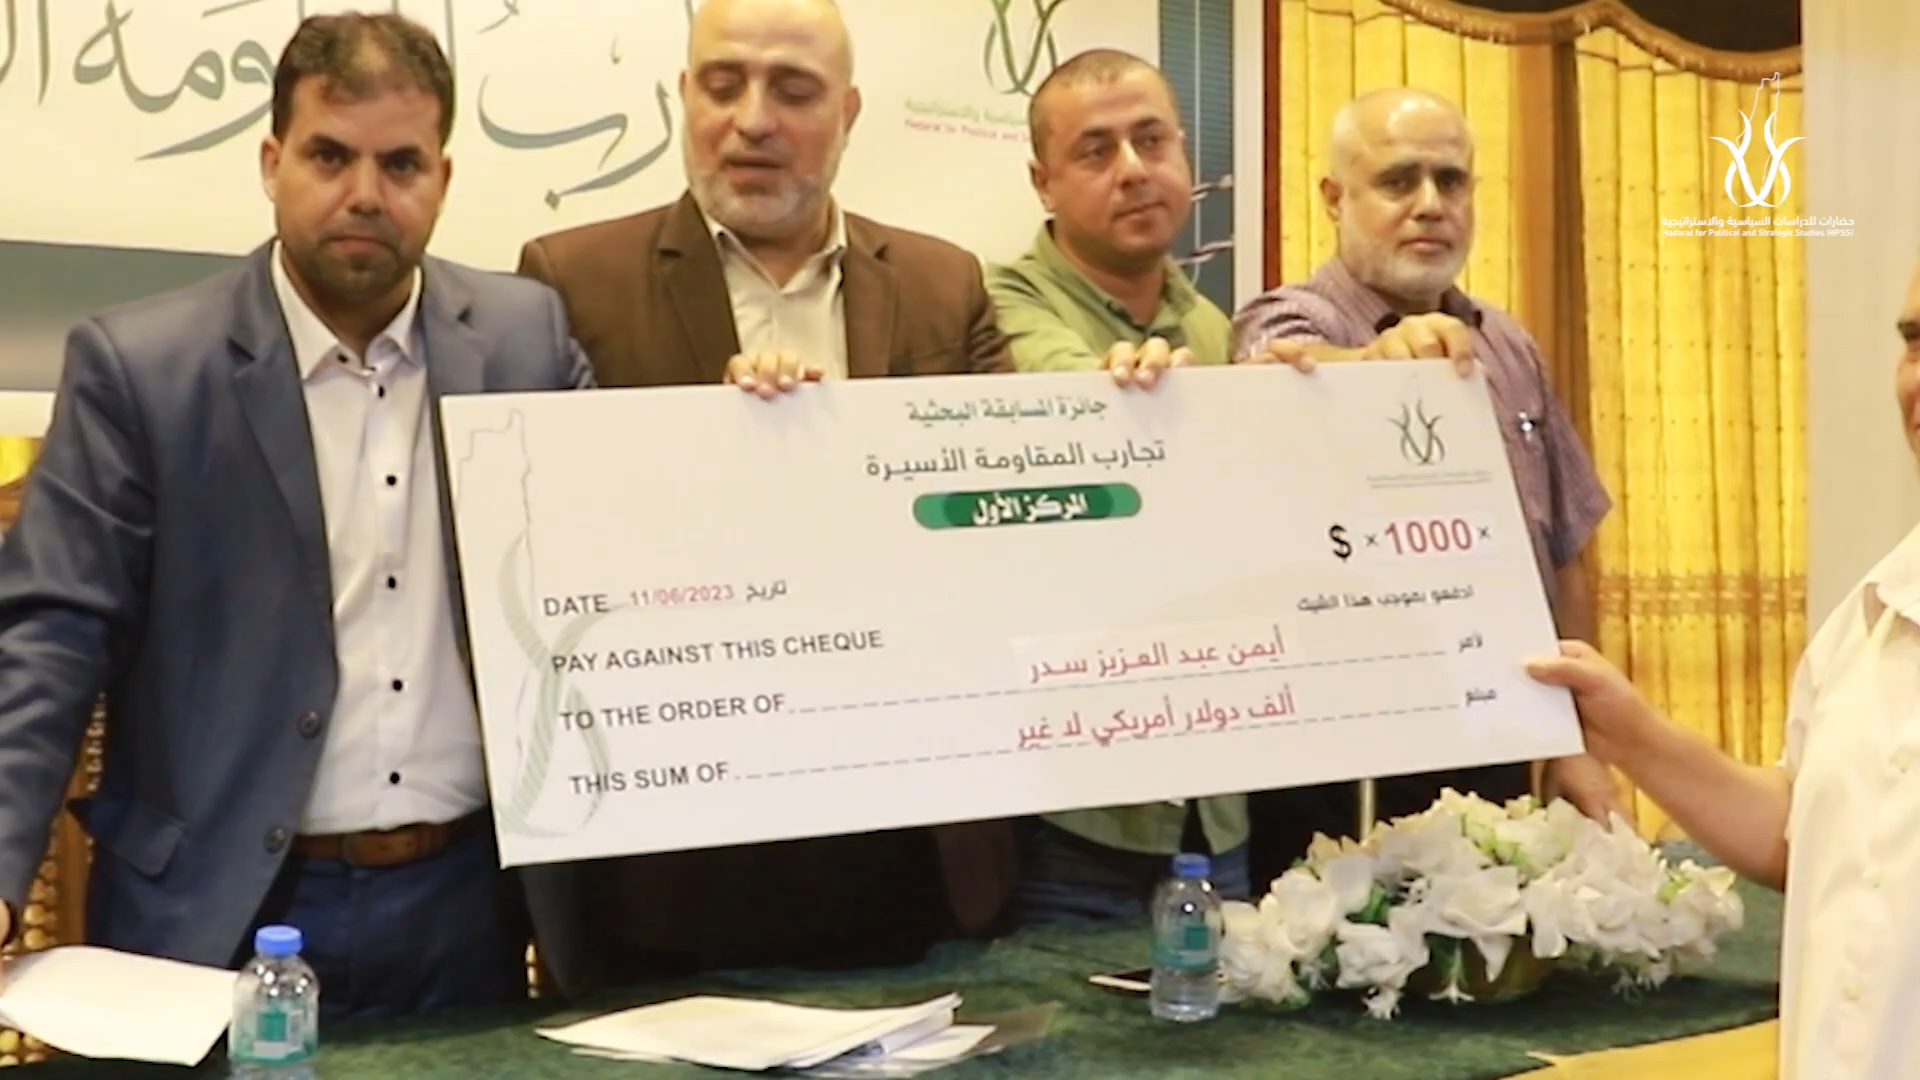 حضارات للدراسات السياسية والاستراتيجية
Hadarat for Political and Strategic Studies (HPSS)
جائزة المسابقة البحثية
تجارب المقاومة الأسيرة
المركز الأول
$ ×1000×
DATE 11/06/2023 تاريخ
ادفعو بموجب هذا الشيك
PAY AGAINST THIS CHEQUE
لأمر
أيمن عبد العزيز سدر
TO THE ORDER OF
مبلغ
ألف دولار أمريكي لا غير
THIS SUM OF